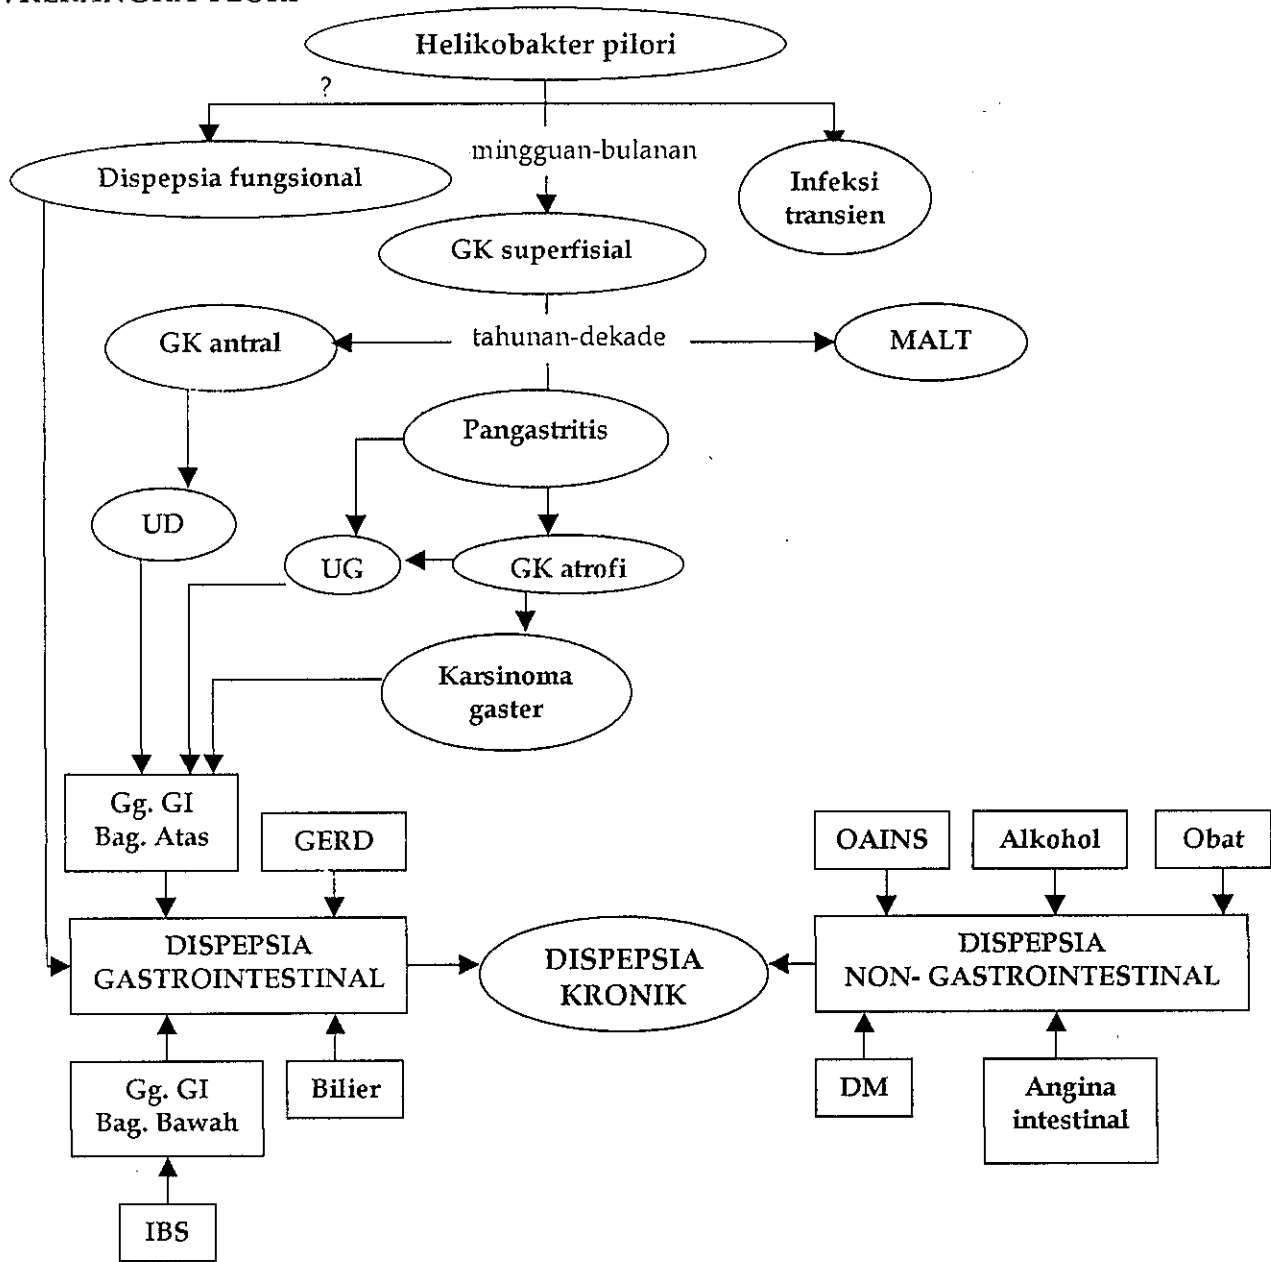 Helikobakter pilori
?
mingguan-bulanan
Dispepsia fungsional
Infeksi
transien
GK superfisial
GK antral
tahunan-dekade
MALT
Pangastritis
UD
UG
GK atrofi
Karsinoma
gaster
Gg. GI
Bag. Atas
GERD
OAINS
Alkohol
Obat
DISPEPSIA
GASTROINTESTINAL
DISPEPSIA
KRONIK
DISPEPSIA
NON- GASTROINTESTINAL
Gg. GI
Bag. Bawah
Bilier
DM
Angina
intestinal
IBS